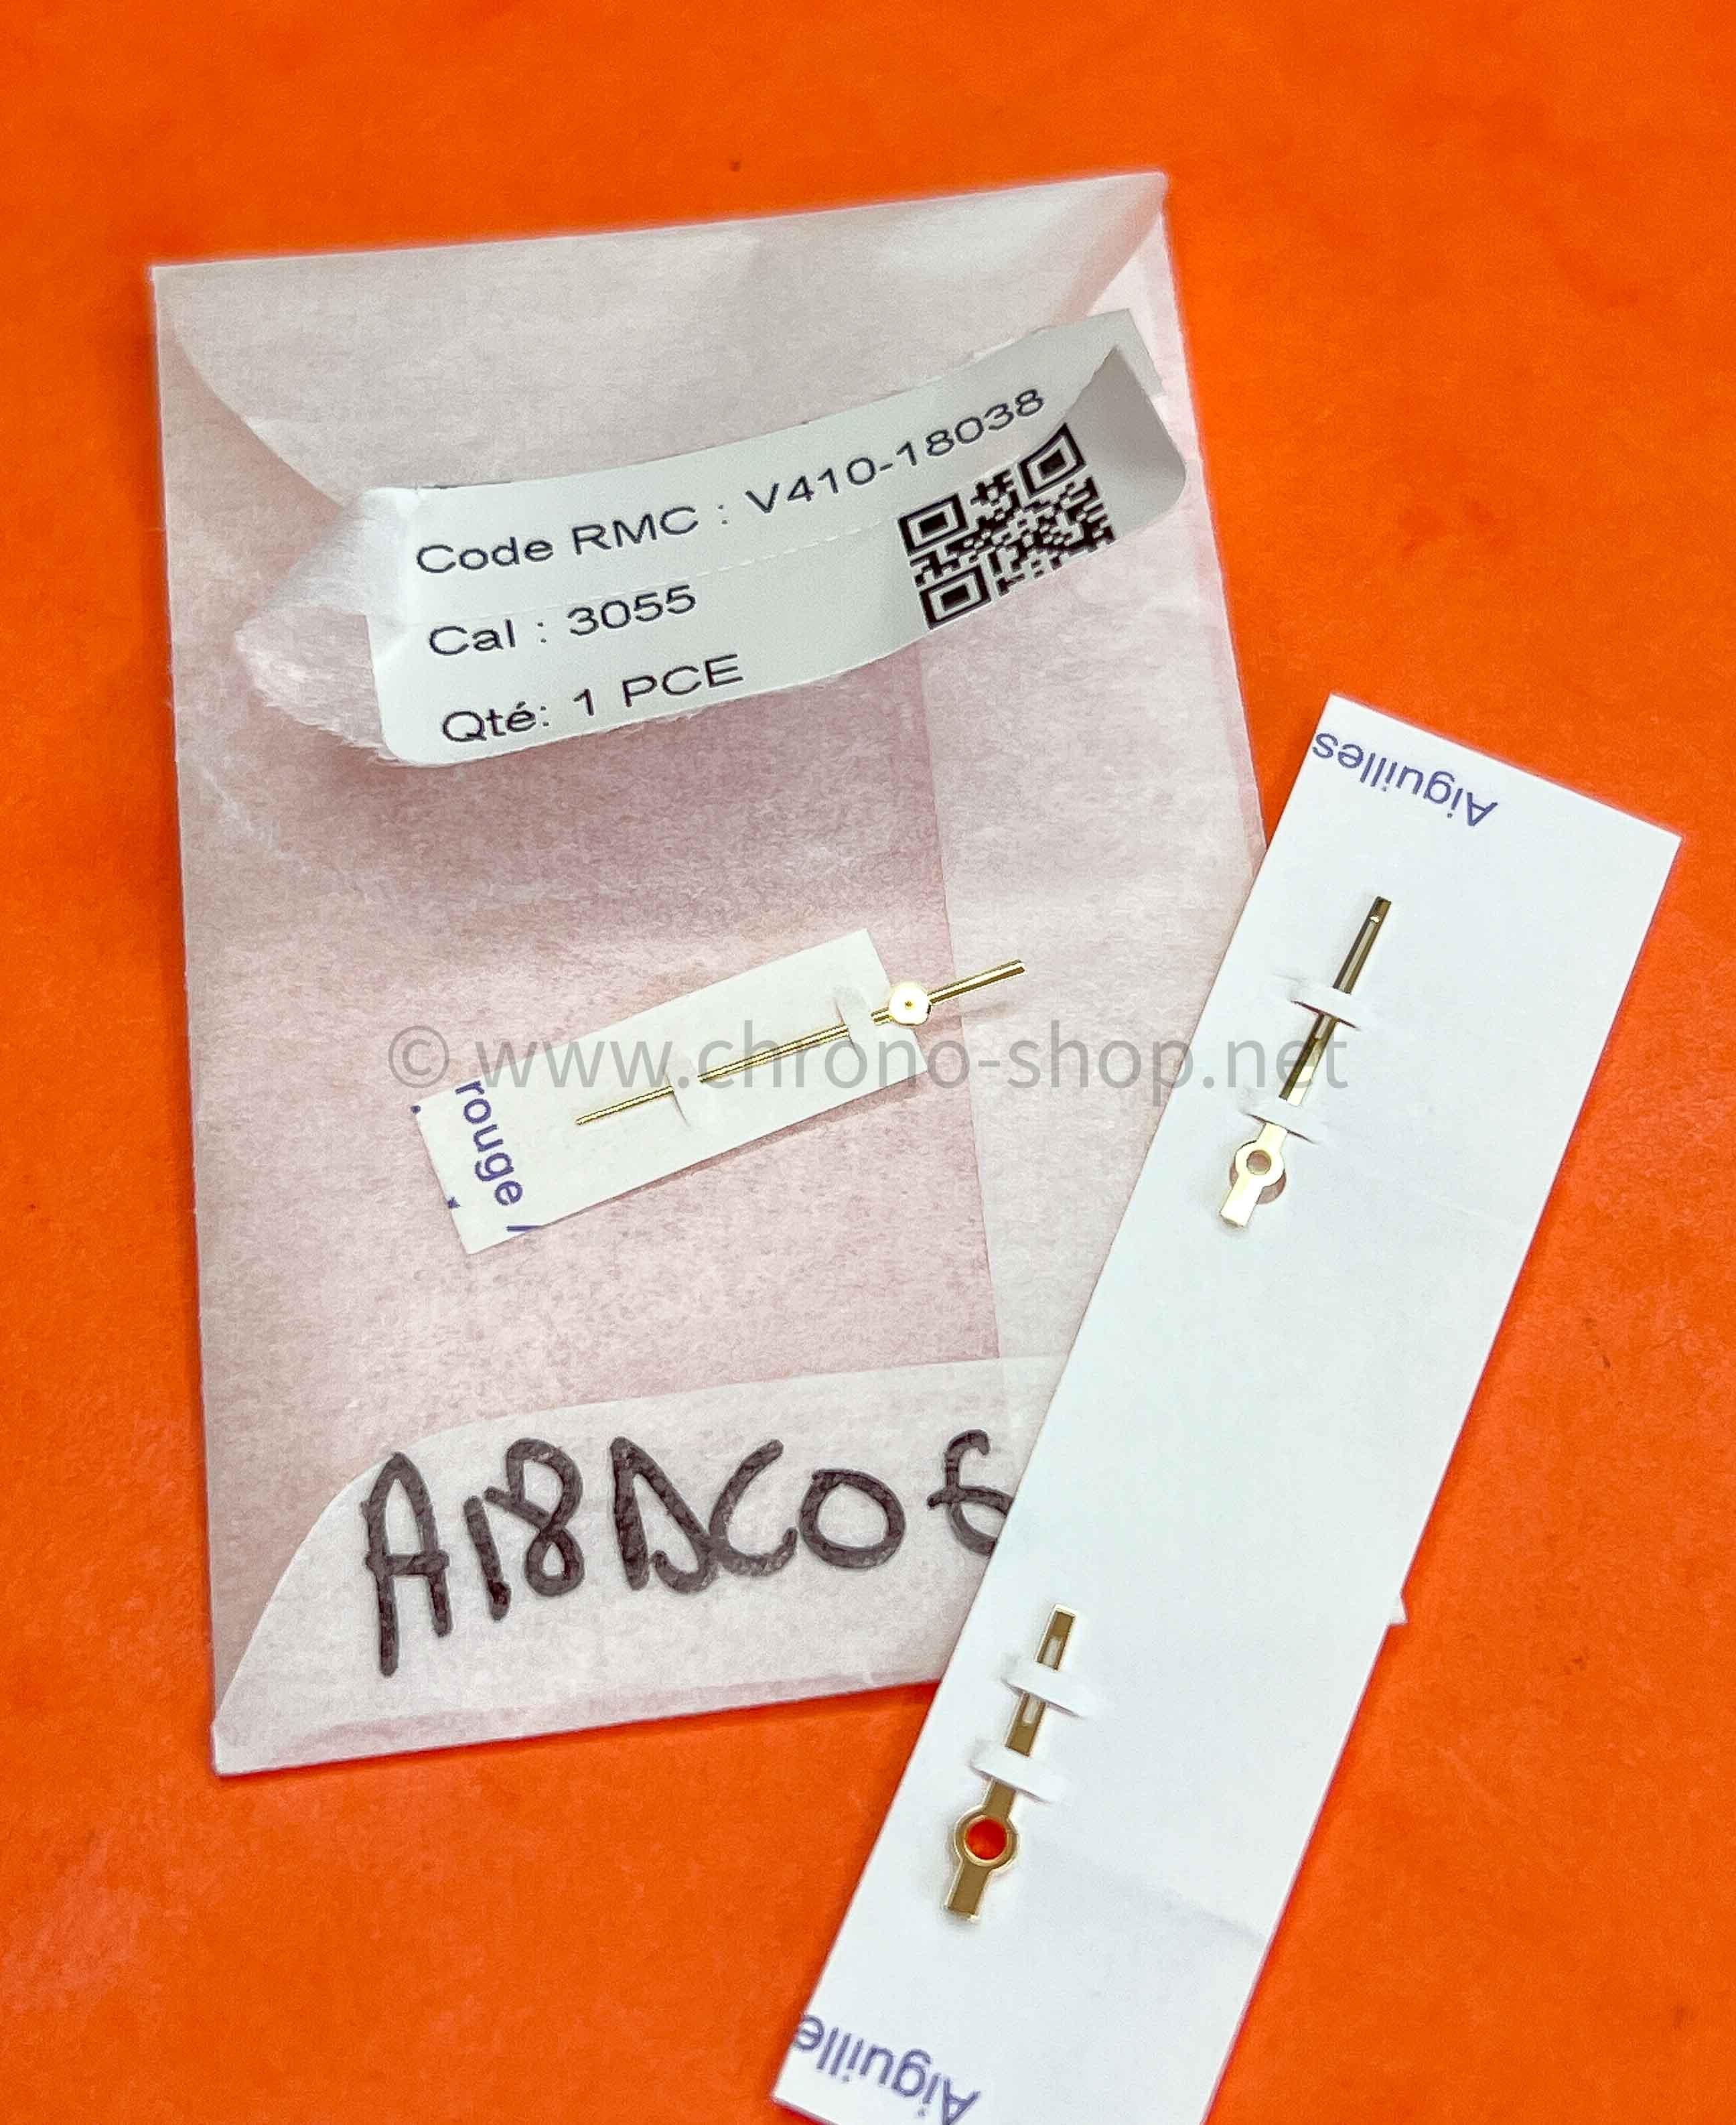 Code RMC : V410-18038
Cal : 3055
Qté: 1 PCE
Aiguilles
© www.chrono-shop.net
rouge /
A18DC06
Aiguille